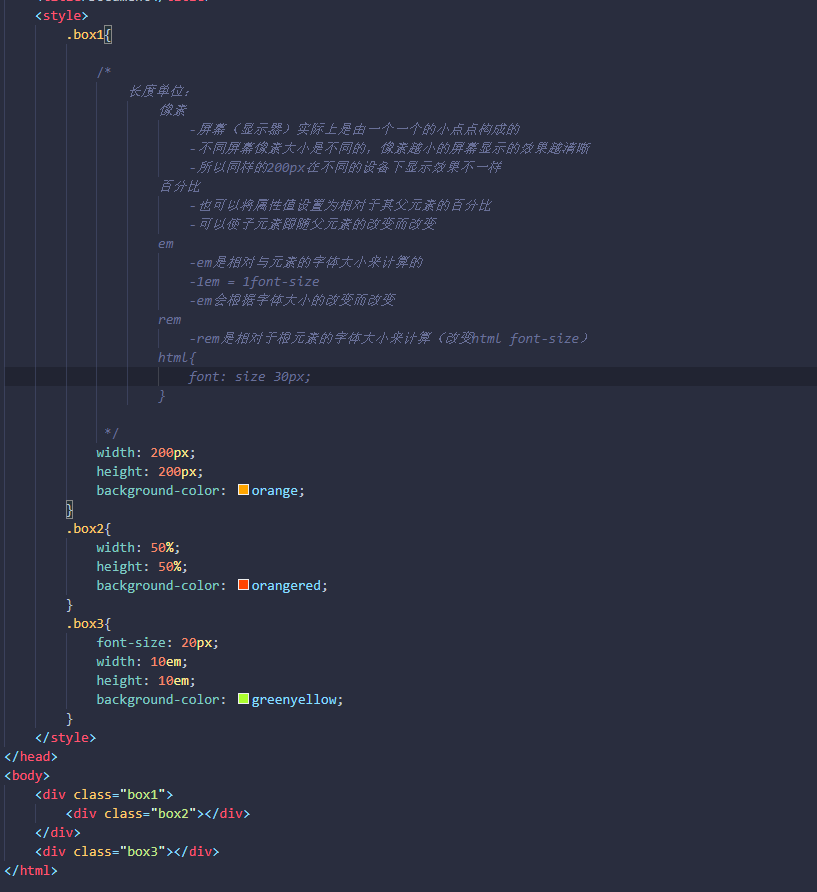 <style>
.box1{
/*
长度单位:
像素
-屏幕（显示器）实际上是由一个一个的小点点构成的
-不同屏幕像素大小是不同的，像素越小的屏幕显示的效果越清晰
-所以同样的200px在不同的设备下显示效果不一样
百分比
-也可以将属性值设置为相对于其父元素的百分比
-可以使子元素跟随父元素的改变而改变
em
-em是相对与元素的字体大小来计算的
-1em = 1font-size
-em会根据字体大小的改变而改变
rem
-rem是相对于根元素的字体大小来计算（改变html font-size）
html{
font: size 30px;
}
*/
width: 200px;
height: 200px;
background-color: orange;
}
.box2{
width: 50%;
height: 50%;
background-color: orangered;
}
.box3{
font-size: 20px;
width: 10em;
height: 10em;
background-color: greenyellow;
}
</style>
</head>
<body>
<div class="box1">
<div class="box2"></div>
</div>
<div class="box3"></div>
</html>